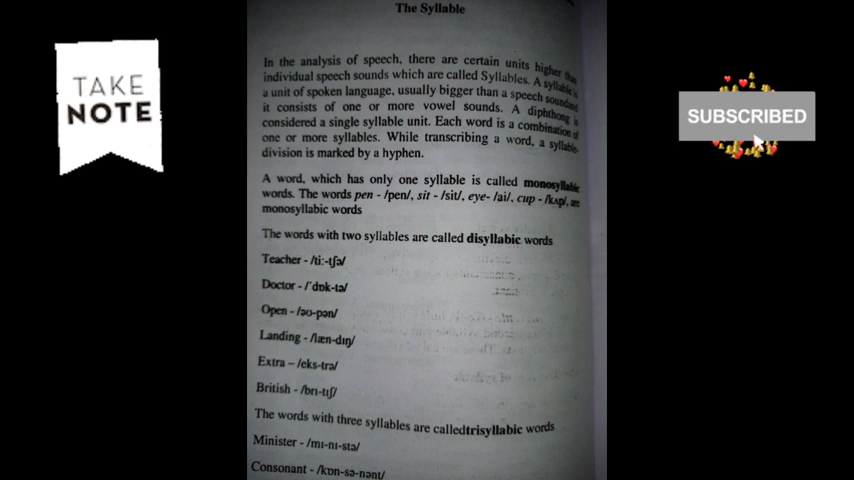 The Syllable
In the analysis of speech, there are certain units higher than
individual speech sounds which are called Syllables. A syllable is
a unit of spoken language, usually bigger than a speech sound and
it consists of one or more vowel sounds. A diphthong is
considered a single syllable unit. Each word is a combination of
one or more syllables. While transcribing a word, a syllable-
division is marked by a hyphen.
A word, which has only one syllable is called monosyllabic
words. The words pen - /pen/, sit - /sit/, eye- /ai/, cup - /kʌp/, are
monosyllabic words
The words with two syllables are called disyllabic words
Teacher - /ti:-tʃə/
Doctor - /ˈdɒk-tə/
Open - /əʊ-pən/
Landing - /læn-dɪŋ/
Extra – /eks-trə/
British - /brɪ-tɪʃ/
The words with three syllables are calledtrisyllabic words
Minister - /mɪ-nɪ-stə/
Consonant - /kɒn-sə-nənt/
TAKE
NOTE
SUBSCRIBED